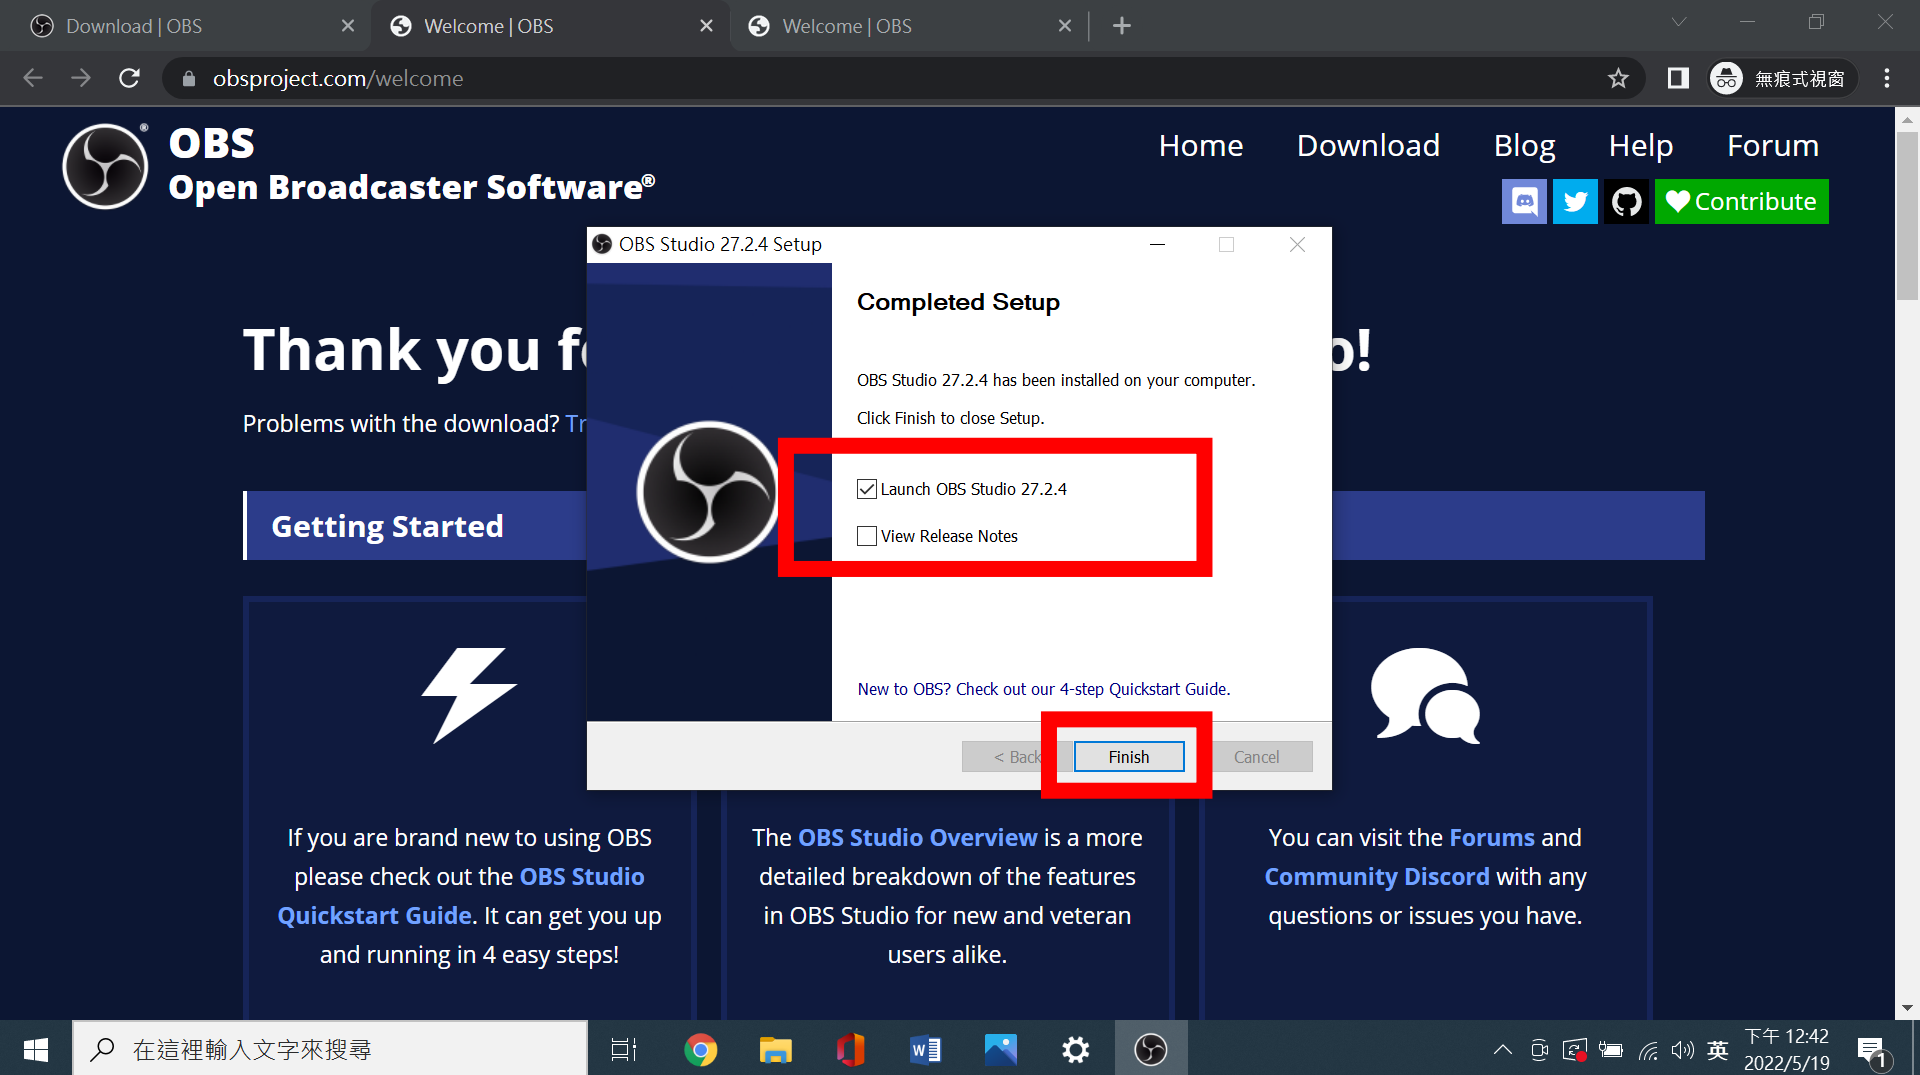 Download | OBS
Welcome | OBS
Welcome | OBS
obsproject.com/welcome
無痕式視窗
OBS
Open Broadcaster Software®
Home
Download
Blog
Help
Forum
Contribute
OBS Studio 27.2.4 Setup
Completed Setup
OBS Studio 27.2.4 has been installed on your computer.
Click Finish to close Setup.
Launch OBS Studio 27.2.4
View Release Notes
New to OBS? Check out our 4-step Quickstart Guide.
< Back
Finish
Cancel
Thank you f
o!
Problems with the download? Tr
Getting Started
If you are brand new to using OBS
please check out the OBS Studio
Quickstart Guide. It can get you up
and running in 4 easy steps!
The OBS Studio Overview is a more
detailed breakdown of the features
in OBS Studio for new and veteran
users alike.
You can visit the Forums and
Community Discord with any
questions or issues you have.
在這裡輸入文字來搜尋
英
下午 12:42
2022/5/19
1